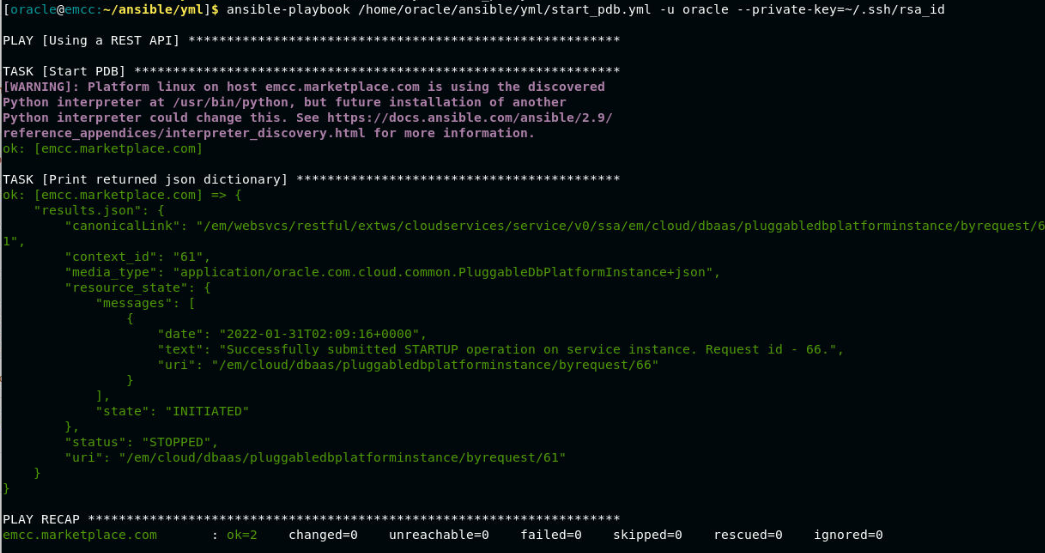 [oracle@emcc:~/ansible/yml]$ ansible-playbook /home/oracle/ansible/yml/start_pdb.yml -u oracle --private-key=~/.ssh/rsa_id
PLAY [Using a REST API] ********************************************************
TASK [Start PDB] ***************************************************************
[WARNING]: Platform linux on host emcc.marketplace.com is using the discovered
Python interpreter at /usr/bin/python, but future installation of another
Python interpreter could change this. See https://docs.ansible.com/ansible/2.9/
reference_appendices/interpreter_discovery.html for more information.
ok: [emcc.marketplace.com]
TASK [Print returned json dictionary] ******************************************
ok: [emcc.marketplace.com] => {
    "results.json": {
        "canonicalLink": "/em/websvcs/restful/extws/cloudservices/service/v0/ssa/em/cloud/dbaas/pluggabledbplatforminstance/byrequest/6
1",
        "context_id": "61",
        "media_type": "application/oracle.com.cloud.common.PluggableDbPlatformInstance+json",
        "resource_state": {
            "messages": [
                {
                    "date": "2022-01-31T02:09:16+0000",
                    "text": "Successfully submitted STARTUP operation on service instance. Request id - 66.",
                    "uri": "/em/cloud/dbaas/pluggabledbplatforminstance/byrequest/66"
                }
            ],
            "state": "INITIATED"
        },
        "status": "STOPPED",
        "uri": "/em/cloud/dbaas/pluggabledbplatforminstance/byrequest/61"
    }
}
PLAY RECAP *********************************************************************
emcc.marketplace.com       : ok=2    changed=0    unreachable=0    failed=0    skipped=0    rescued=0    ignored=0